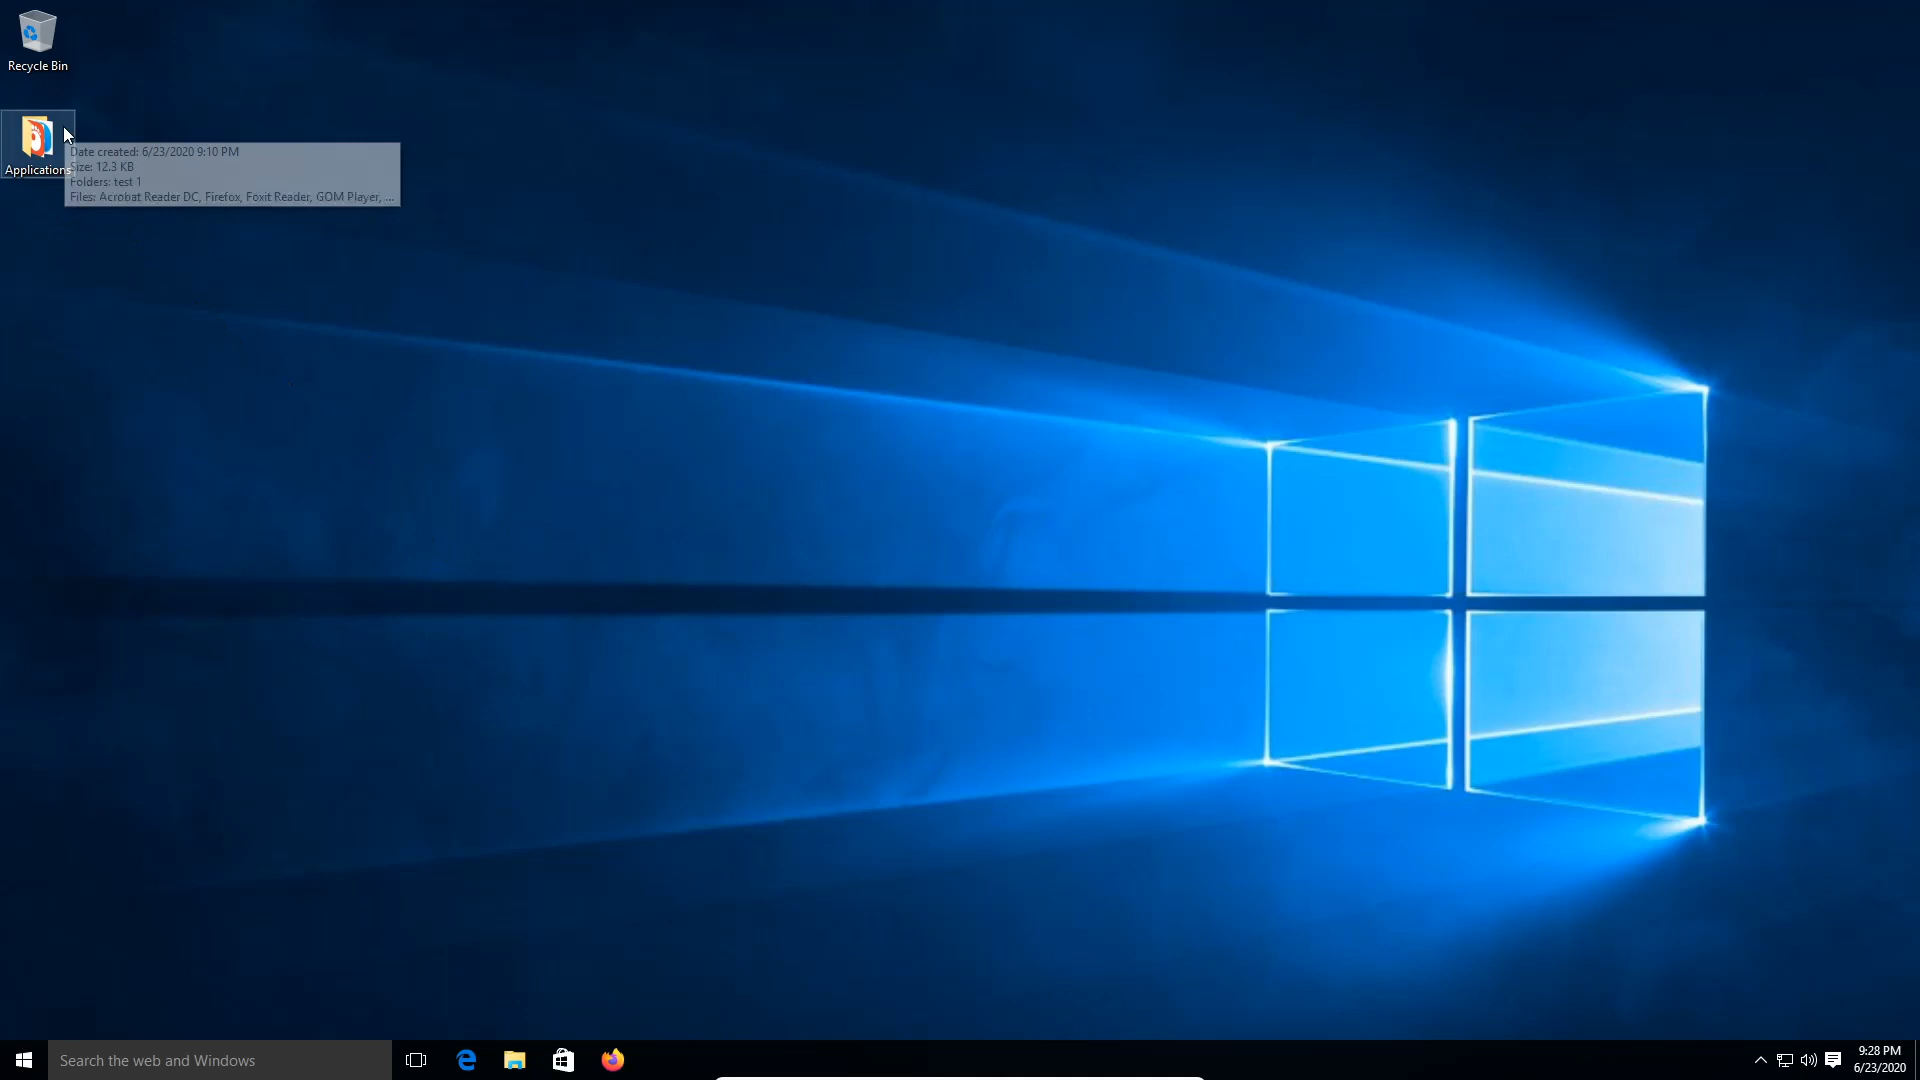 Recycle Bin
Applications
Date created: 6/23/2020 9:10 PM
Size: 12.3 KB
Folders: test 1
Files: Acrobat Reader DC, Firefox, Foxit Reader, GOM Player, ...
Search the web and Windows
9:28 PM
6/23/2020